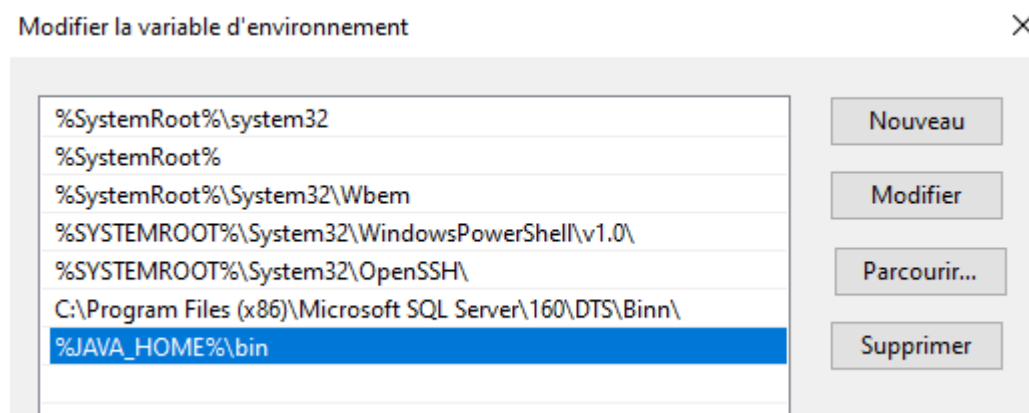 Modifier la variable d'environnement
%SystemRoot%\system32
%SystemRoot%
%SystemRoot%\System32\Wbem
%SYSTEMROOT%\System32\WindowsPowerShell\v1.0\
%SYSTEMROOT%\System32\OpenSSH\
C:\Program Files (x86)\Microsoft SQL Server\160\DTS\Binn\
%JAVA_HOME%\bin
Nouveau
Modifier
Parcourir...
Supprimer